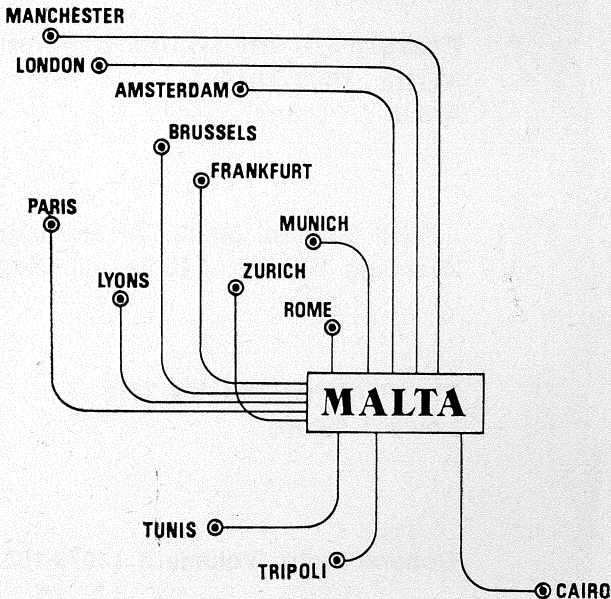 MANCHESTER
LONDON
AMSTERDAM
BRUSSELS
FRANKFURT
PARIS
MUNICH
LYONS
ZURICH
ROME
MALTA
TUNIS
TRIPOLI
CAIRO